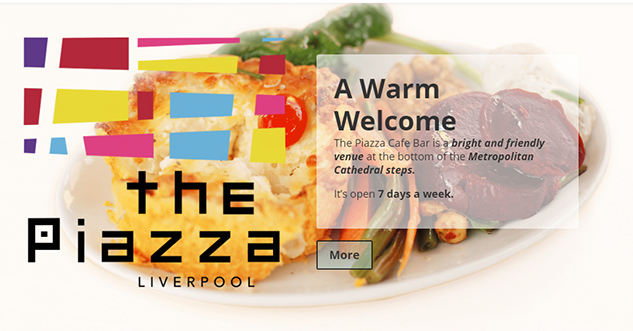 the
Piazza
LIVERPOOL
A Warm
Welcome
The Piazza Cafe Bar is a bright and friendly
venue at the bottom of the Metropolitan
Cathedral steps.
It's open 7 days a week.
More